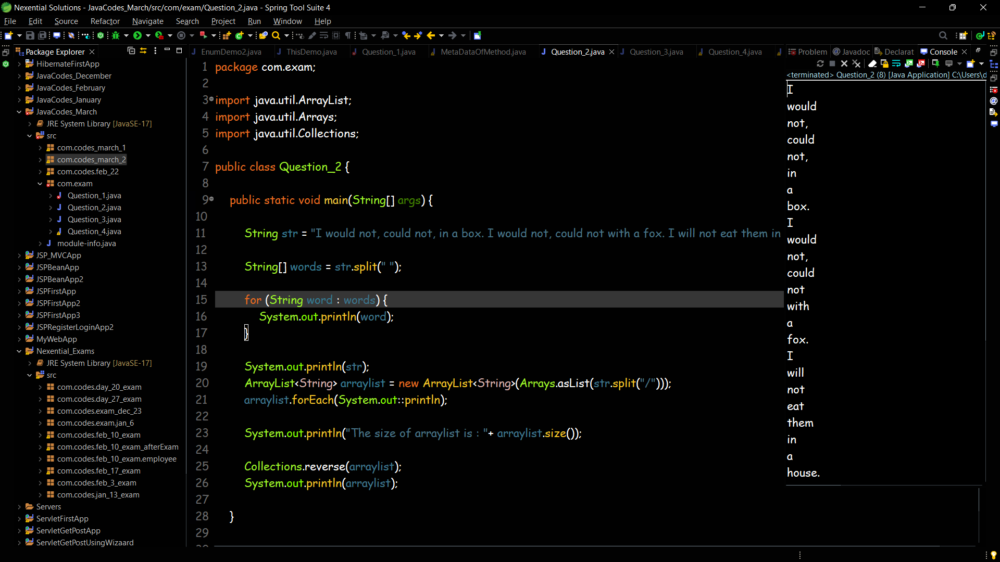 Nexential Solutions - JavaCodes_March/src/com/exam/Question_2.java - Spring Tool Suite 4
File Edit Source Refactor Navigate Search Project Run Window Help
Package Explorer
HibernateFirstApp
JavaCodes_December
JavaCodes_February
JavaCodes_January
JavaCodes_March
JRE System Library [JavaSE-17]
src
com.codes_march_1
com.codes_march_2
com.codes.feb_22
com.exam
Question_1.java
Question_2.java
Question_3.java
Question_4.java
module-info.java
JSP_MVCApp
JSPBeanApp
JSPBeanApp2
JSPFirstApp
JSPFirstApp2
JSPFirstApp3
JSPRegisterLoginApp2
MyWebApp
Nexential_Exams
JRE System Library [JavaSE-17]
src
com.codes.day_20_exam
com.codes.day_27_exam
com.codes.exam_dec_23
com.codes.exam.jan_6
com.codes.feb_10_exam
com.codes.feb_10_exam_afterExam
com.codes.feb_10_exam.employee
com.codes.feb_17_exam
com.codes.feb_3_exam
com.codes.jan_13_exam
Servers
ServletFirstApp
ServletGetPostApp
ServletGetPostUsingWizaard
EnumDemo2.java ThisDemo.java Question_1.java MetaDataOfMethod.java Question_2.java Question_3.java Question_4.java
1 package com.exam;
2
3 import java.util.ArrayList;
4 import java.util.Arrays;
5 import java.util.Collections;
6
7 public class Question_2 {
8
9 public static void main(String[] args) {
10
11 String str = "I would not, could not, in a box. I would not, could not with a fox. I will not eat them in
12
13 String[] words = str.split(" ");
14
15 for (String word : words) {
16 System.out.println(word);
17 }
18
19 System.out.println(str);
20 ArrayList<String> arraylist = new ArrayList<String>(Arrays.asList(str.split("/")));
21 arraylist.forEach(System.out::println);
22
23 System.out.println("The size of arraylist is : "+ arraylist.size());
24
25 Collections.reverse(arraylist);
26 System.out.println(arraylist);
27
28 }
29
Problem Javadoc Declarat Console
<terminated> Question_2 (8) [Java Application] C:\Users\d
I
would
not,
could
not,
in
a
box.
I
would
not,
could
not
with
a
fox.
I
will
not
eat
them
in
a
house.